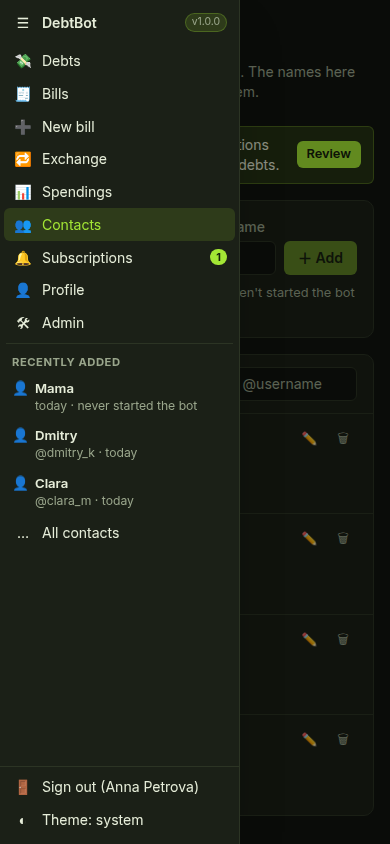 DebtBot v1.0.0
Debts
. The names here
Bills
em.
New bill
tions
Exchange
debts. Review
Spendings
Contacts
ame
Subscriptions 1
Add
Profile
en't started the bot
Admin
RECENTLY ADDED
Mama
@username
today · never started the bot
Dmitry
@dmitry_k · today
Clara
@clara_m · today
... All contacts
Sign out (Anna Petrova)
Theme: system